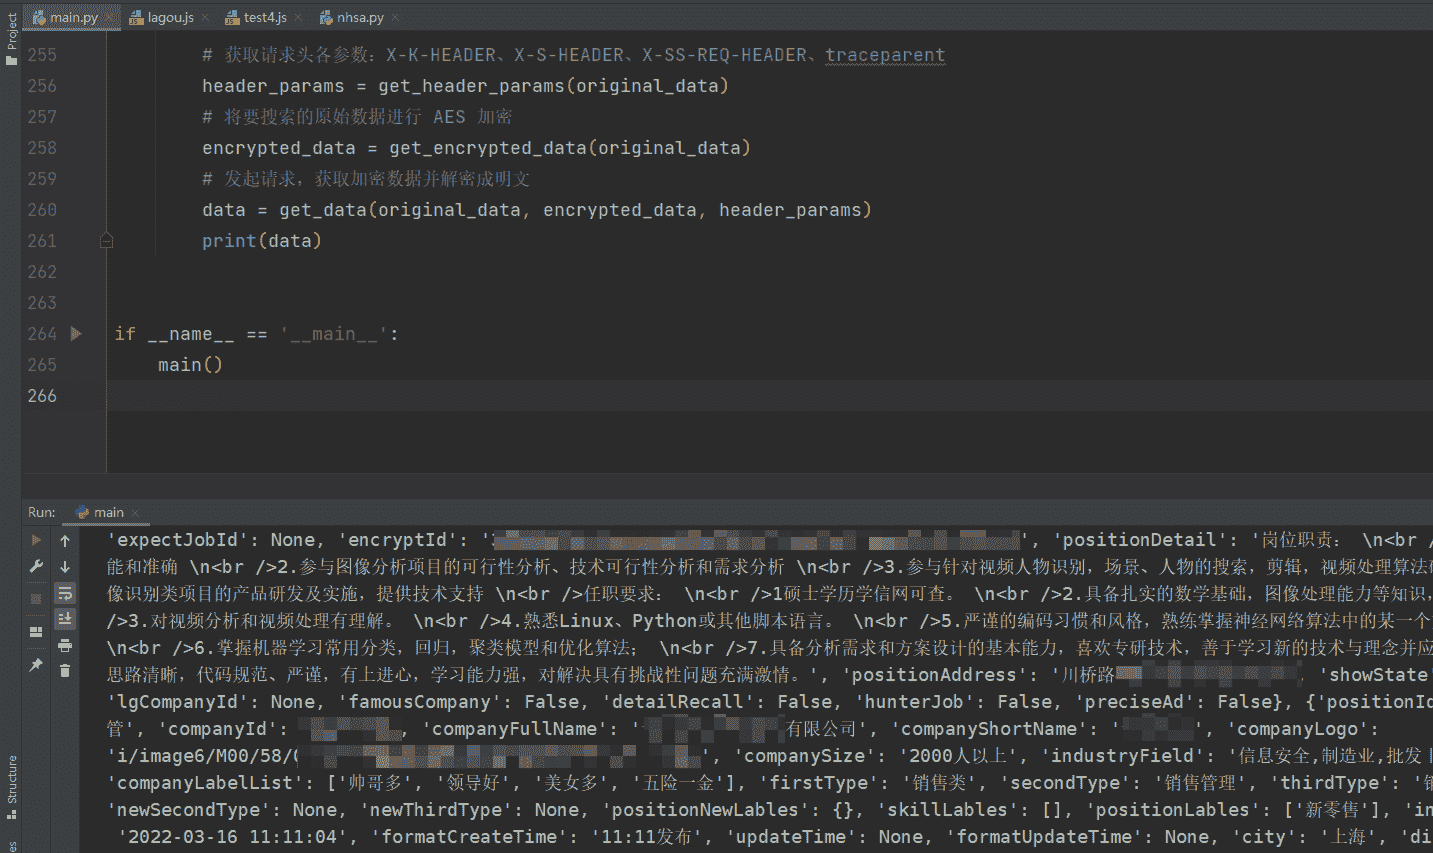 Project
main.py
lagou.js
test4.js
nhsa.py
255 # 获取请求头各参数：X-K-HEADER、X-S-HEADER、X-SS-REQ-HEADER、traceparent
256 header_params = get_header_params(original_data)
257 # 将要搜索的原始数据进行 AES 加密
258 encrypted_data = get_encrypted_data(original_data)
259 # 发起请求，获取加密数据并解密成明文
260 data = get_data(original_data, encrypted_data, header_params)
261 print(data)
262
263
264 if __name__ == '__main__':
265 main()
266
Run: main
'expectJobId': None, 'encryptId': ', 'positionDetail': '岗位职责： \n<br /
能和准确 \n<br />2.参与图像分析项目的可行性分析、技术可行性分析和需求分析 \n<br />3.参与针对视频人物识别，场景、人物的搜索，剪辑，视频处理算法
像识别类项目的产品研发及实施，提供技术支持 \n<br />任职要求： \n<br />1硕士学历学信网可查。 \n<br />2.具备扎实的数学基础，图像处理能力等知识，
/>3.对视频分析和视频处理有理解。 \n<br />4.熟悉Linux、Python或其他脚本语言。 \n<br />5.严谨的编码习惯和风格，熟练掌握神经网络算法中的某一个
\n<br />6.掌握机器学习常用分类，回归，聚类模型和优化算法； \n<br />7.具备分析需求和方案设计的基本能力，喜欢专研技术，善于学习新的技术与理念并应
思路清晰，代码规范、严谨，有上进心，学习能力强，对解决具有挑战性问题充满激情。', 'positionAddress': '川桥路 , 'showState'
'lgCompanyId': None, 'famousCompany': False, 'detailRecall': False, 'hunterJob': False, 'preciseAd': False}, {'positionId
管', 'companyId': , 'companyFullName': ' 有限公司', 'companyShortName': ' ', 'companyLogo':
'i/image6/M00/58/ ', 'companySize': '2000人以上', 'industryField': '信息安全,制造业,批发
'companyLabelList': ['帅哥多', '领导好', '美女多', '五险一金'], 'firstType': '销售类', 'secondType': '销售管理', 'thirdType': '
'newSecondType': None, 'newThirdType': None, 'positionNewLables': {}, 'skillLables': [], 'positionLables': ['新零售'], 'in
'2022-03-16 11:11:04', 'formatCreateTime': '11:11发布', 'updateTime': None, 'formatUpdateTime': None, 'city': '上海', 'di
Structure